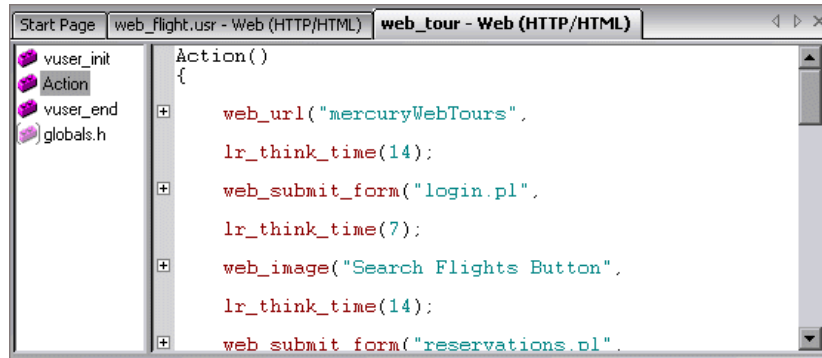 Start Page web_flight.usr - Web (HTTP/HTML) web_tour - Web (HTTP/HTML)
vuser_init
Action
vuser_end
globals.h
Action()
{
web_url("mercuryWebTours",
lr_think_time(14);
web_submit_form("login.pl",
lr_think_time(7);
web_image("Search Flights Button",
lr_think_time(14);
web_submit_form("reservations.pl",